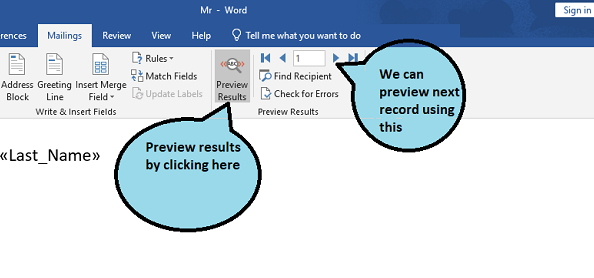 Mr - Word
Sign in
erences Mailings Review View Help Tell me what you want to do
Address Block
Greeting Line
Insert Merge Field
Rules
Match Fields
Update Labels
Write & Insert Fields
ABC
Preview Results
1
Find Recipient
Check for Errors
Preview Results
We can
preview next
record using
this
Preview results
by clicking here
«Last_Name»